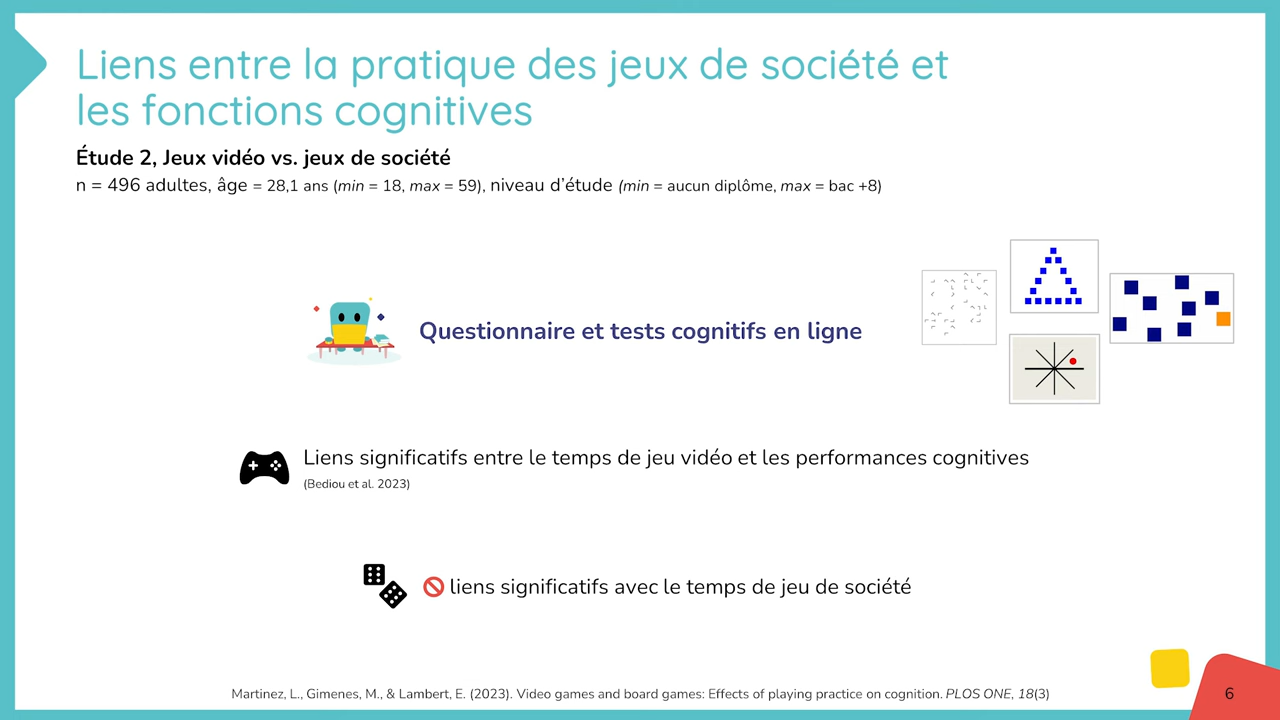 Liens entre la pratique des jeux de société et
les fonctions cognitives
Étude 2, Jeux vidéo vs. jeux de société
n = 496 adultes, âge = 28,1 ans (min = 18, max = 59), niveau d'étude (min = aucun diplôme, max = bac +8)
Questionnaire et tests cognitifs en ligne
Liens significatifs entre le temps de jeu vidéo et les performances cognitives
(Bediou et al. 2023)
liens significatifs avec le temps de jeu de société
Martinez, L., Gimenes, M., & Lambert, E. (2023). Video games and board games: Effects of playing practice on cognition. PLOS ONE, 18(3)
6